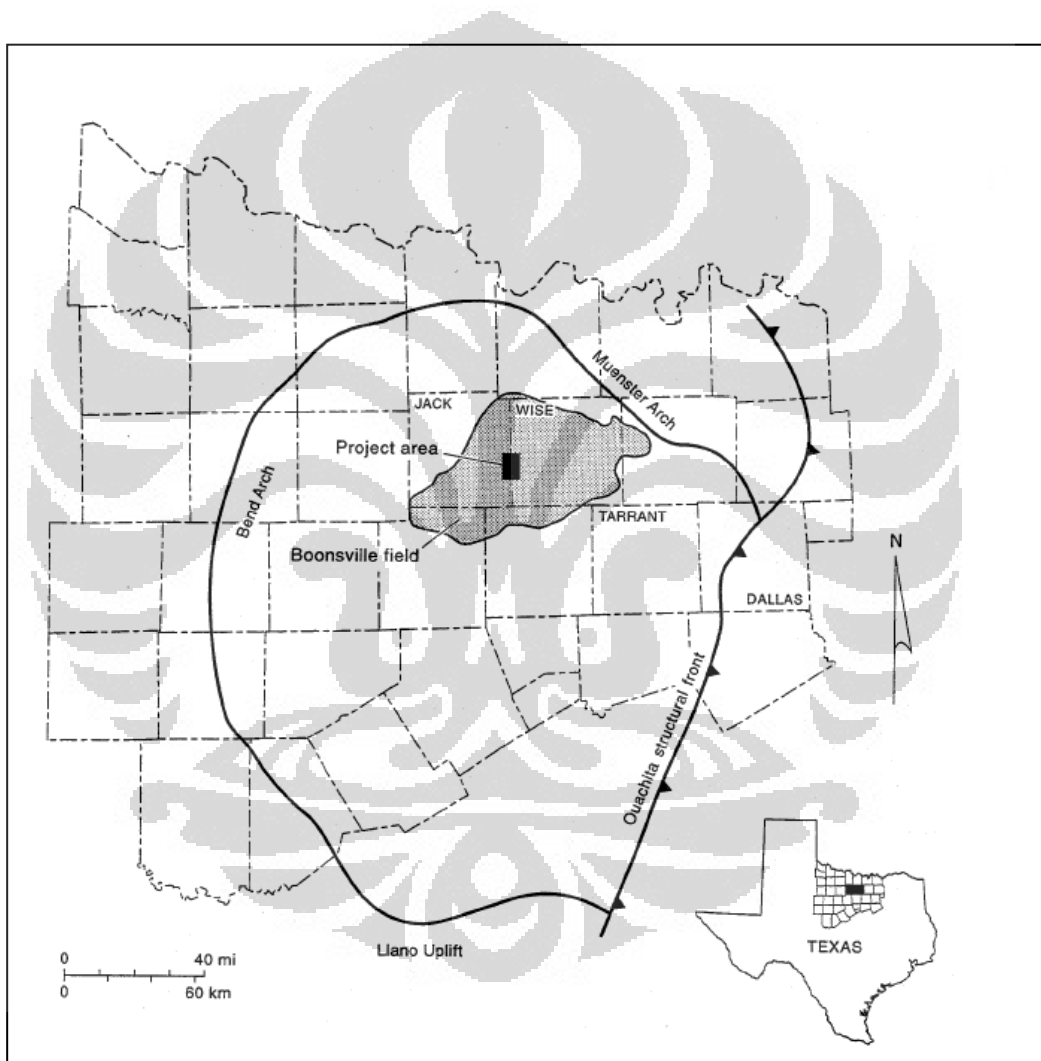 Muenster Arch
JACK
WISE
Project area
Bend Arch
TARRANT
Boonsville field
N
DALLAS
Ouachita structural front
Llano Uplift
TEXAS
0 40 mi
0 60 km